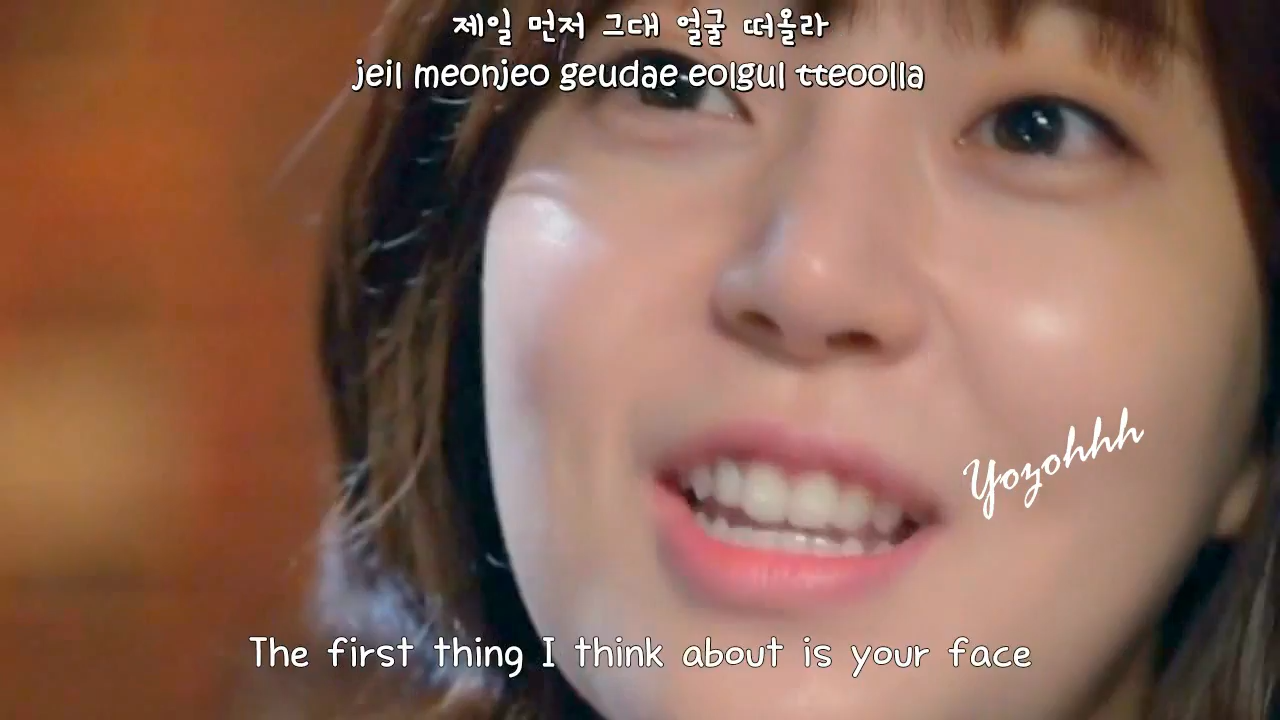 제일 먼저 그대 얼굴 떠올라
jeil meonjeo geudae eolgul tteoolla
Yozohhh
The first thing I think about is your face